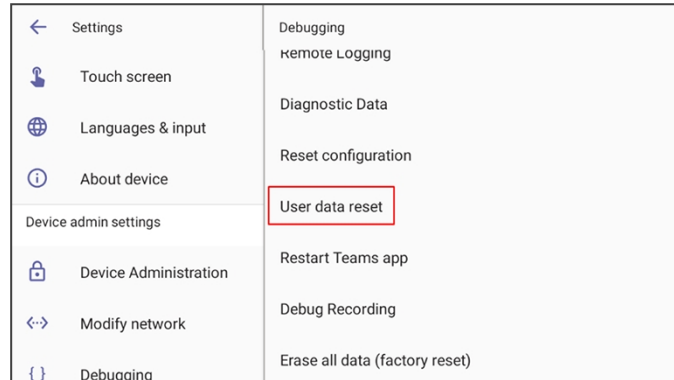 Settings
Touch screen
Languages & input
About device
Device admin settings
Device Administration
Modify network
Debugging
Debugging
Remote Logging
Diagnostic Data
Reset configuration
User data reset
Restart Teams app
Debug Recording
Erase all data (factory reset)